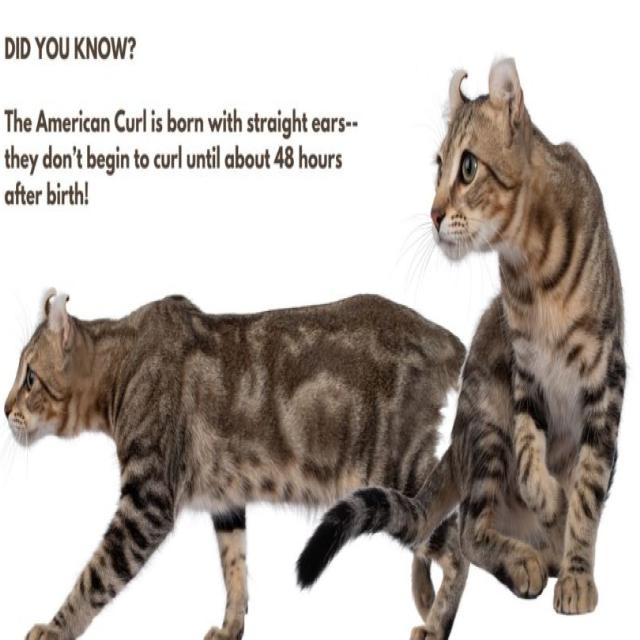 DID YOU KNOW?
The American Curl is born with straight ears--
they don't begin to curl until about 48 hours
after birth!